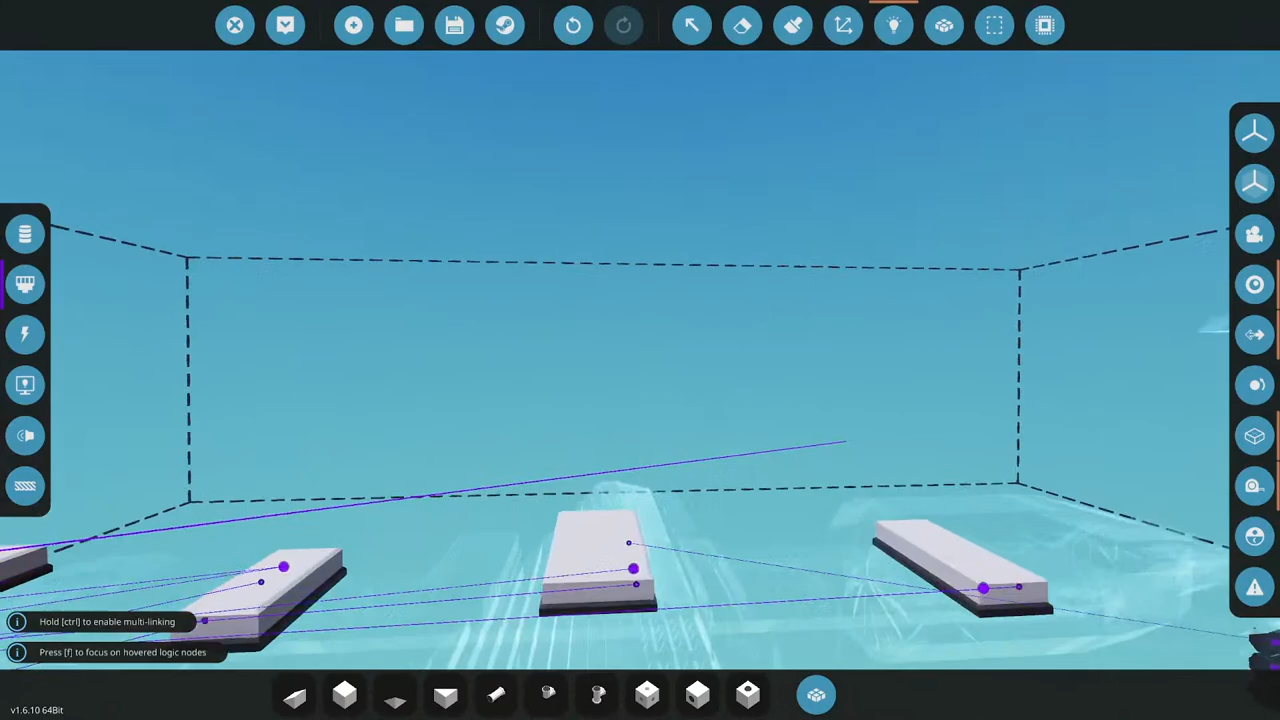 Hold [ctrl] to enable multi-linking
Press [f] to focus on hovered logic nodes
v1.6.10 64Bit